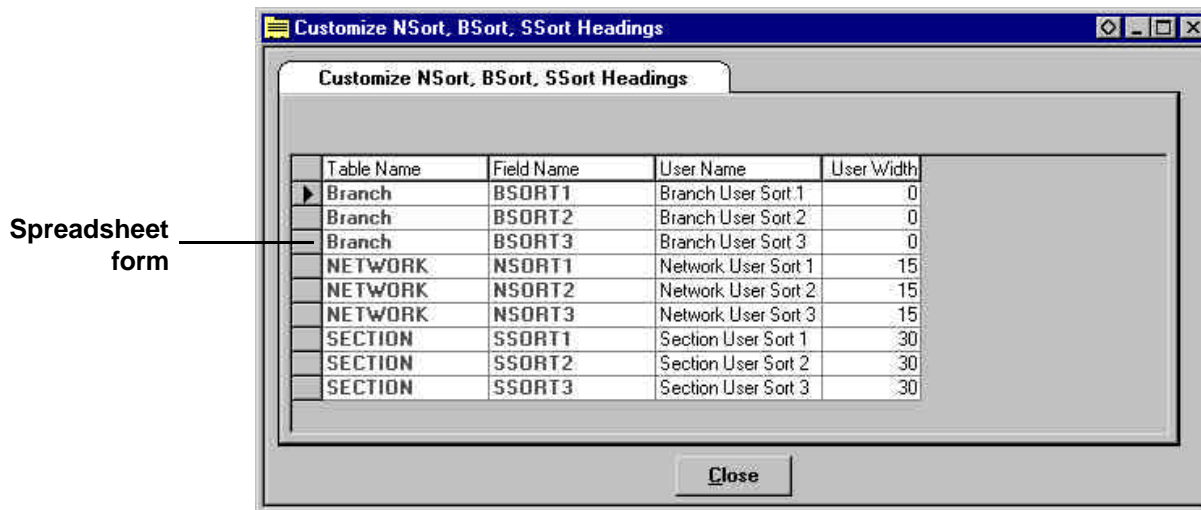 Customize NSort, BSort, SSort Headings
Customize NSort, BSort, SSort Headings
Table Name Field Name User Name User Width
Branch BSORT1 Branch User Sort 1 0
Branch BSORT2 Branch User Sort 2 0
Branch BSORT3 Branch User Sort 3 0
NETWORK NSORT1 Network User Sort 1 15
NETWORK NSORT2 Network User Sort 2 15
NETWORK NSORT3 Network User Sort 3 15
SECTION SSORT1 Section User Sort 1 30
SECTION SSORT2 Section User Sort 2 30
SECTION SSORT3 Section User Sort 3 30
Spreadsheet
form
Close